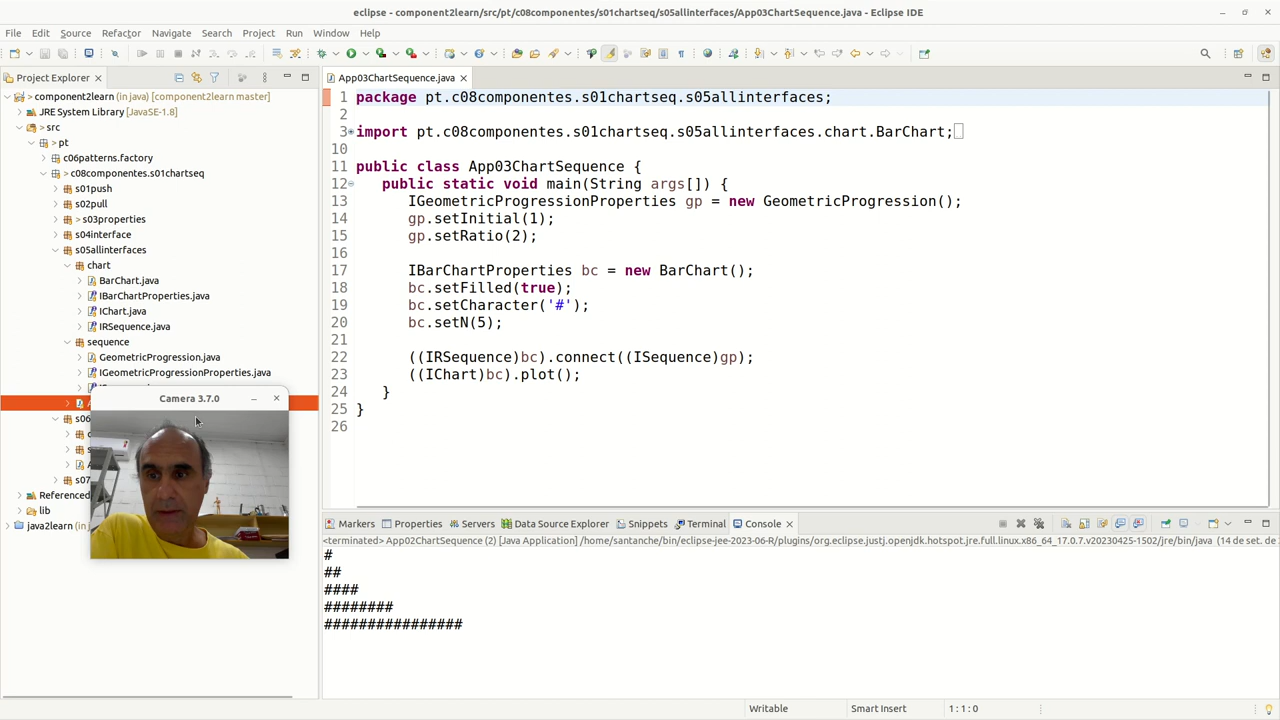 eclipse - component2learn/src/pt/c08componentes/s01chartseq/s05allinterfaces/App03ChartSequence.java - Eclipse IDE
File Edit Source Refactor Navigate Search Project Run Window Help
Project Explorer
> component2learn (in java) [component2learn master]
JRE System Library [JavaSE-1.8]
> src
> pt
c06patterns.factory
> c08componentes.s01chartseq
s01push
s02pull
> s03properties
s04interface
s05allinterfaces
chart
BarChart.java
IBarChartProperties.java
IChart.java
IRSequence.java
sequence
GeometricProgression.java
IGeometricProgressionProperties.java
s06
s07
Referenced
lib
java2learn (in
Camera 3.7.0
App03ChartSequence.java
1 package pt.c08componentes.s01chartseq.s05allinterfaces;
2
3 import pt.c08componentes.s01chartseq.s05allinterfaces.chart.BarChart;
10
11 public class App03ChartSequence {
12 public static void main(String args[]) {
13 IGeometricProgressionProperties gp = new GeometricProgression();
14 gp.setInitial(1);
15 gp.setRatio(2);
16
17 IBarChartProperties bc = new BarChart();
18 bc.setFilled(true);
19 bc.setCharacter('#');
20 bc.setN(5);
21
22 ((IRSequence)bc).connect((ISequence)gp);
23 ((IChart)bc).plot();
24 }
25 }
26
Markers Properties Servers Data Source Explorer Snippets Terminal Console
<terminated> App02ChartSequence (2) [Java Application] /home/santanche/bin/eclipse-jee-2023-06-R/plugins/org.eclipse.justj.openjdk.hotspot.jre.full.linux.x86_64_17.0.7.v20230425-1502/jre/bin/java (14 de set. de
#
##
####
########
################
Writable Smart Insert 1:1:0